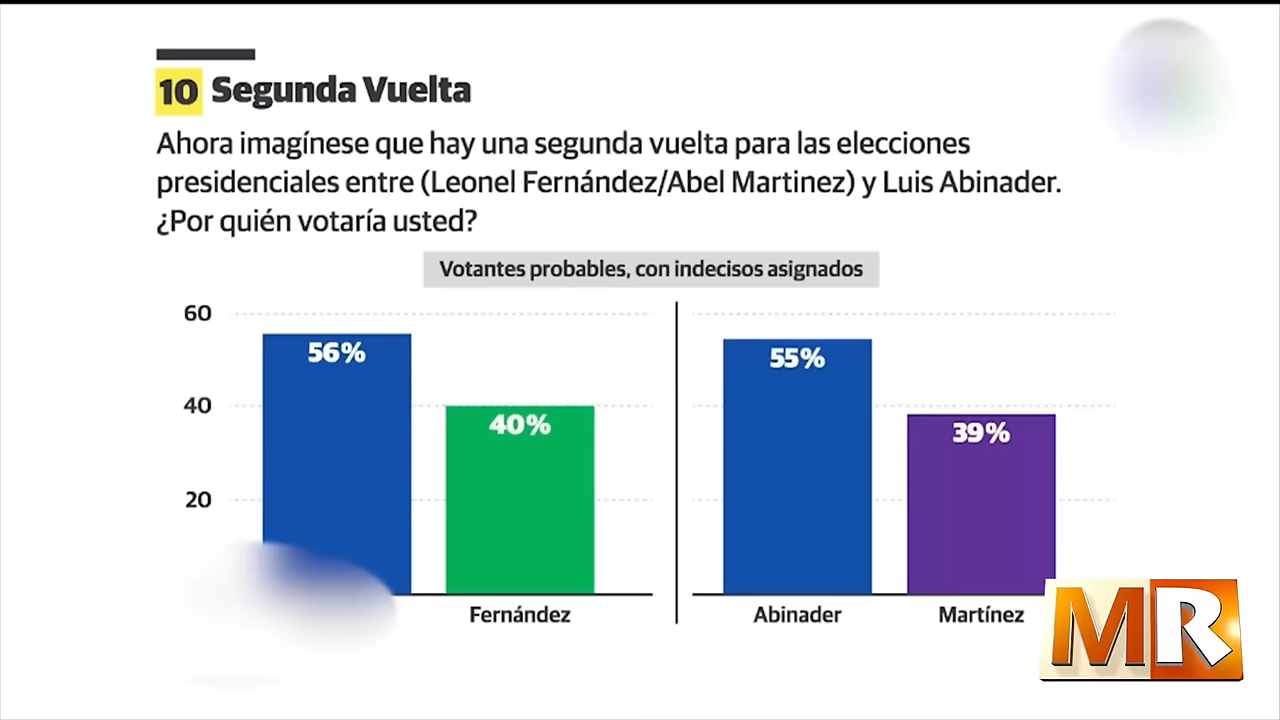 10 Segunda Vuelta
Ahora imagínese que hay una segunda vuelta para las elecciones
presidenciales entre (Leonel Fernández/Abel Martinez) y Luis Abinader.
¿Por quién votaría usted?
Votantes probables, con indecisos asignados
60
40
20
56%
40%
55%
39%
Fernández
Abinader
Martínez
MR